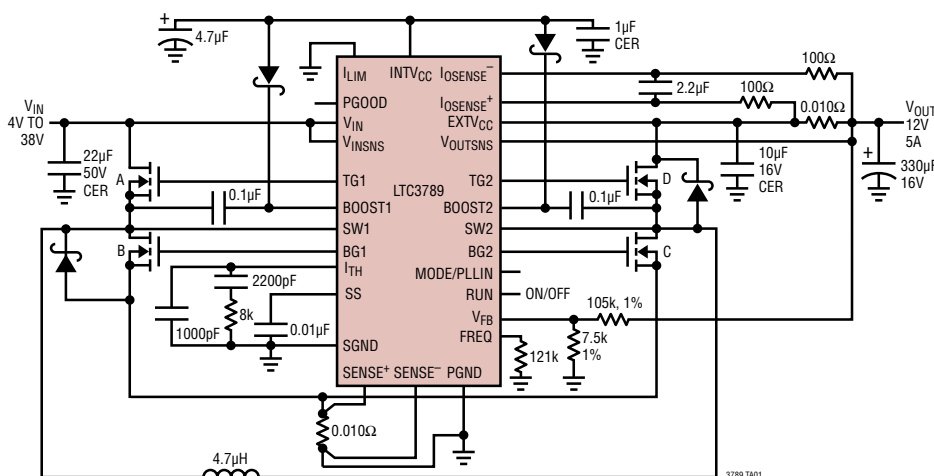 4.7µF
1µF
CER
ILIM
INTVCC
IOSENSE–
100Ω
2.2µF
PGOOD
IOSENSE+
100Ω
VIN
4V TO
38V
VIN
EXTVCC
0.010Ω
VOUT
12V
5A
VINSNS
VOUTSNS
22µF
50V
CER
A
TG1
LTC3789
TG2
D
10µF
16V
CER
+
330µF
16V
0.1µF
BOOST1
BOOST2
0.1µF
SW1
SW2
B
BG1
BG2
C
ITH
MODE/PLLIN
2200pF
SS
RUN
ON/OFF
8k
105k, 1%
1000pF
0.01µF
VFB
FREQ
7.5k
1%
121k
SGND
SENSE+ SENSE– PGND
0.010Ω
4.7µH
3789 TA01